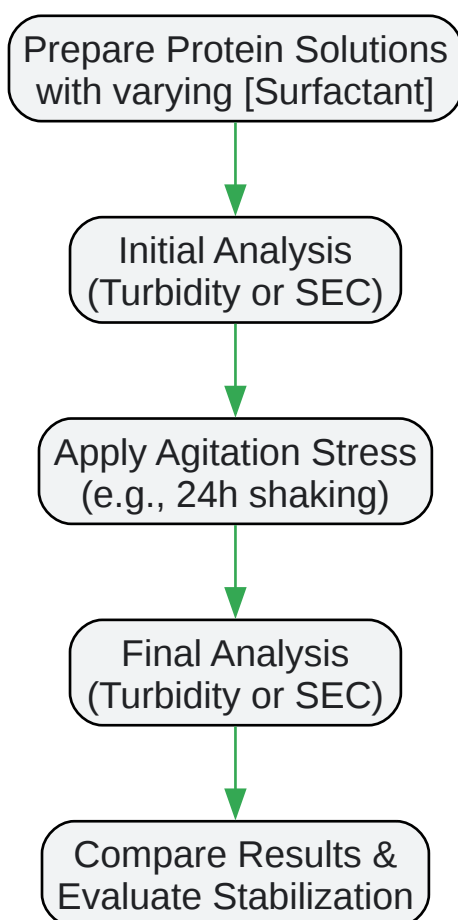 Prepare Protein Solutions
with varying [Surfactant]
Initial Analysis
(Turbidity or SEC)
Apply Agitation Stress
(e.g., 24h shaking)
Final Analysis
(Turbidity or SEC)
Compare Results &
Evaluate Stabilization